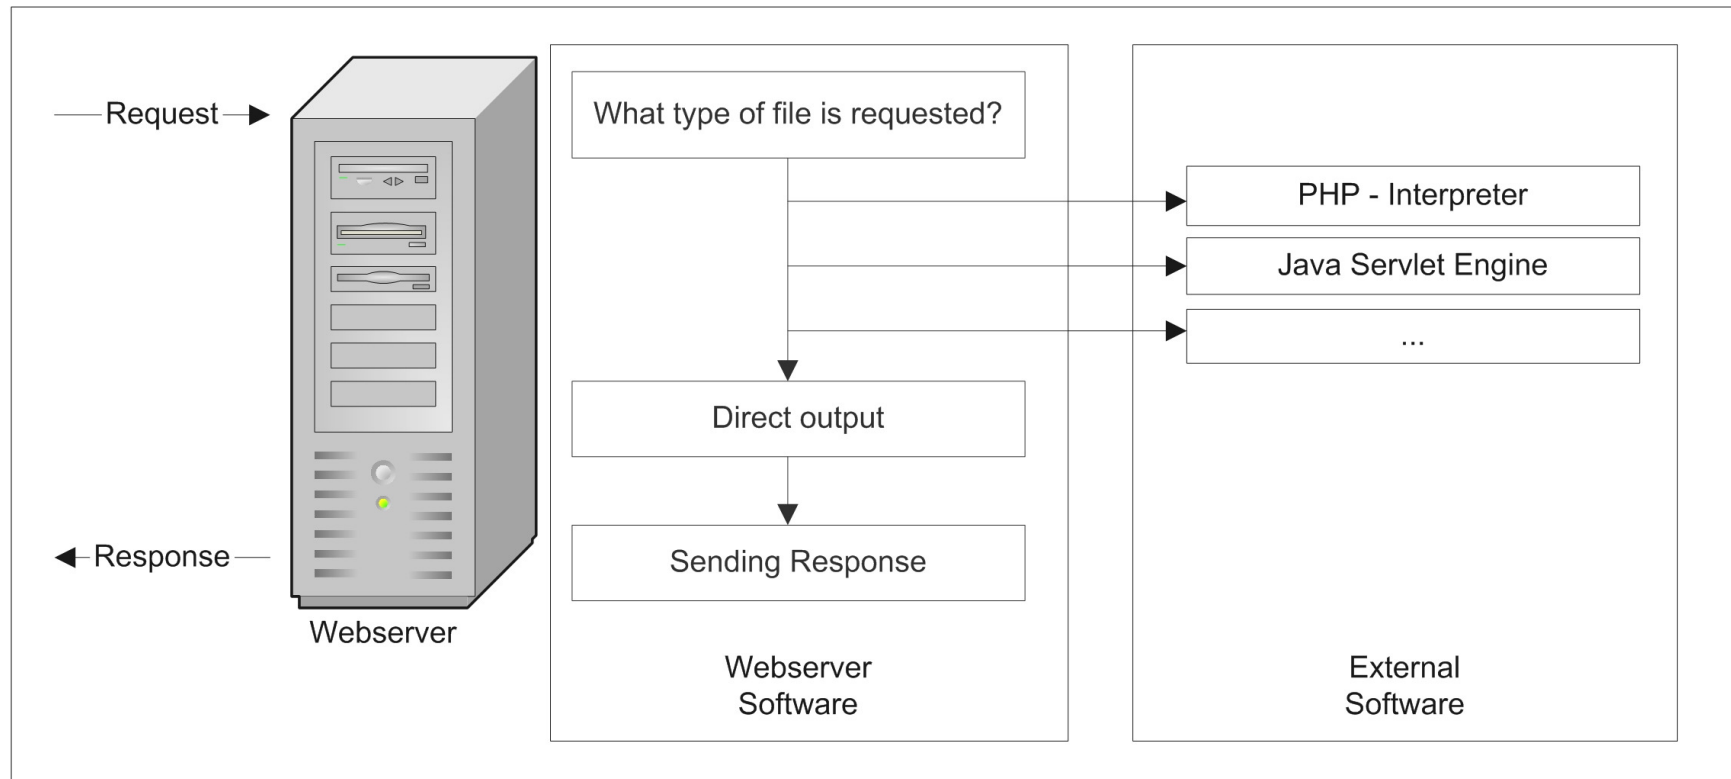 Request
Response
Webserver
What type of file is requested?
Direct output
Sending Response
Webserver
Software
PHP - Interpreter
Java Servlet Engine
...
External
Software